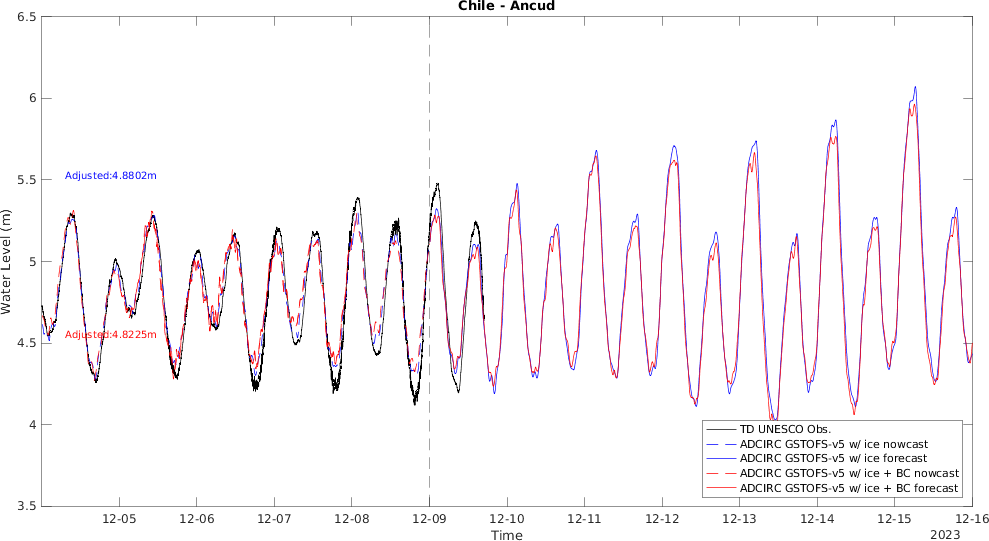 Chile - Ancud
6.5
6
5.5
5
4.5
4
3.5
Water Level (m)
Adjusted:4.8802m
Adjusted:4.8225m
TD UNESCO Obs.
ADCIRC GSTOFS-v5 w/ ice nowcast
ADCIRC GSTOFS-v5 w/ ice forecast
ADCIRC GSTOFS-v5 w/ ice + BC nowcast
ADCIRC GSTOFS-v5 w/ ice + BC forecast
12-05 12-06 12-07 12-08 12-09 12-10 12-11 12-12 12-13 12-14 12-15 12-16
Time
2023